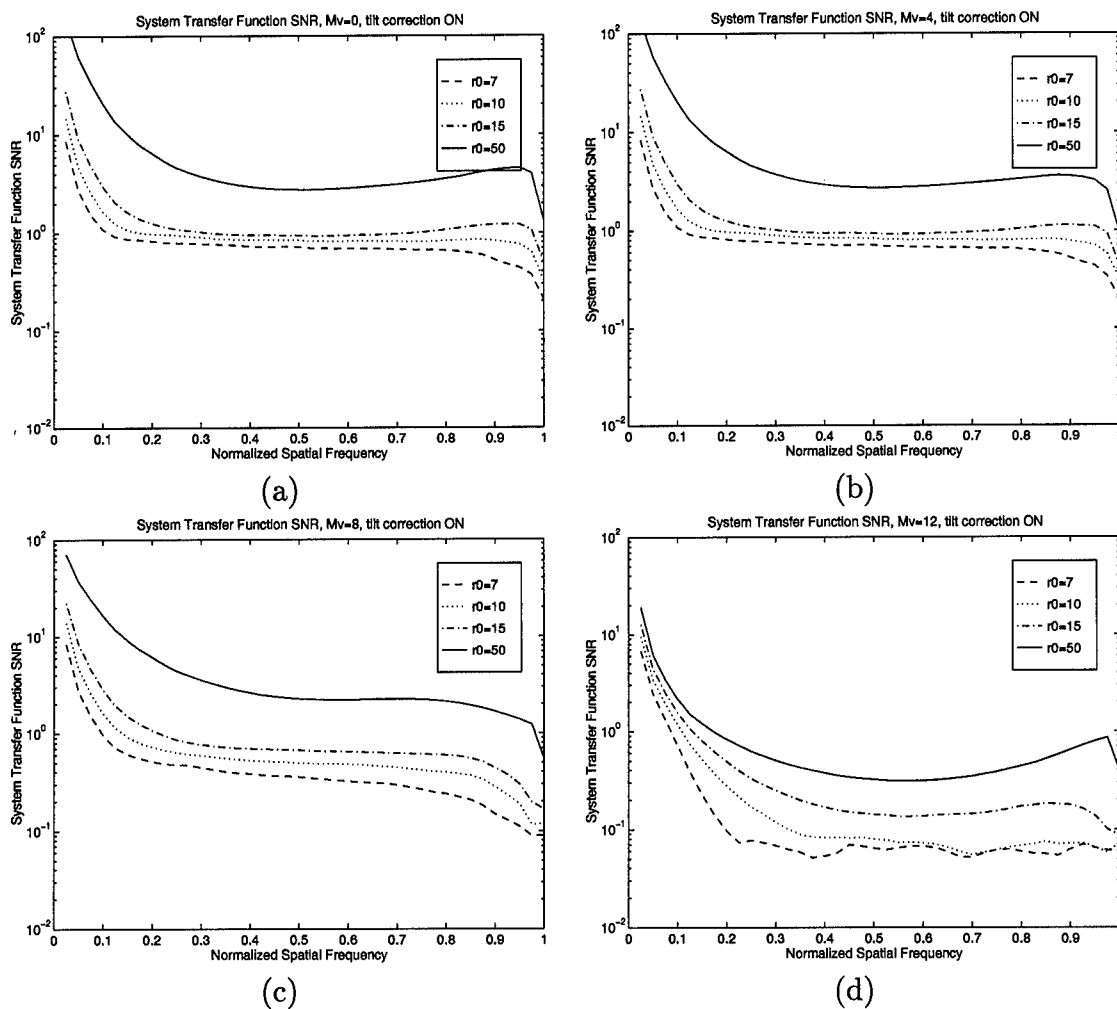 System Transfer Function SNR, Mv=0, tilt correction ON
System Transfer Function SNR
10^2
10^1
10^0
10^-1
10^-2
r0=7
r0=10
r0=15
r0=50
0 0.1 0.2 0.3 0.4 0.5 0.6 0.7 0.8 0.9 1
Normalized Spatial Frequency
(a)
System Transfer Function SNR, Mv=4, tilt correction ON
System Transfer Function SNR
10^2
10^1
10^0
10^-1
10^-2
r0=7
r0=10
r0=15
r0=50
0 0.1 0.2 0.3 0.4 0.5 0.6 0.7 0.8 0.9
Normalized Spatial Frequency
(b)
System Transfer Function SNR, Mv=8, tilt correction ON
System Transfer Function SNR
10^2
10^1
10^0
10^-1
10^-2
r0=7
r0=10
r0=15
r0=50
0 0.1 0.2 0.3 0.4 0.5 0.6 0.7 0.8 0.9 1
Normalized Spatial Frequency
(c)
System Transfer Function SNR, Mv=12, tilt correction ON
System Transfer Function SNR
10^2
10^1
10^0
10^-1
10^-2
r0=7
r0=10
r0=15
r0=50
0 0.1 0.2 0.3 0.4 0.5 0.6 0.7 0.8 0.9
Normalized Spatial Frequency
(d)